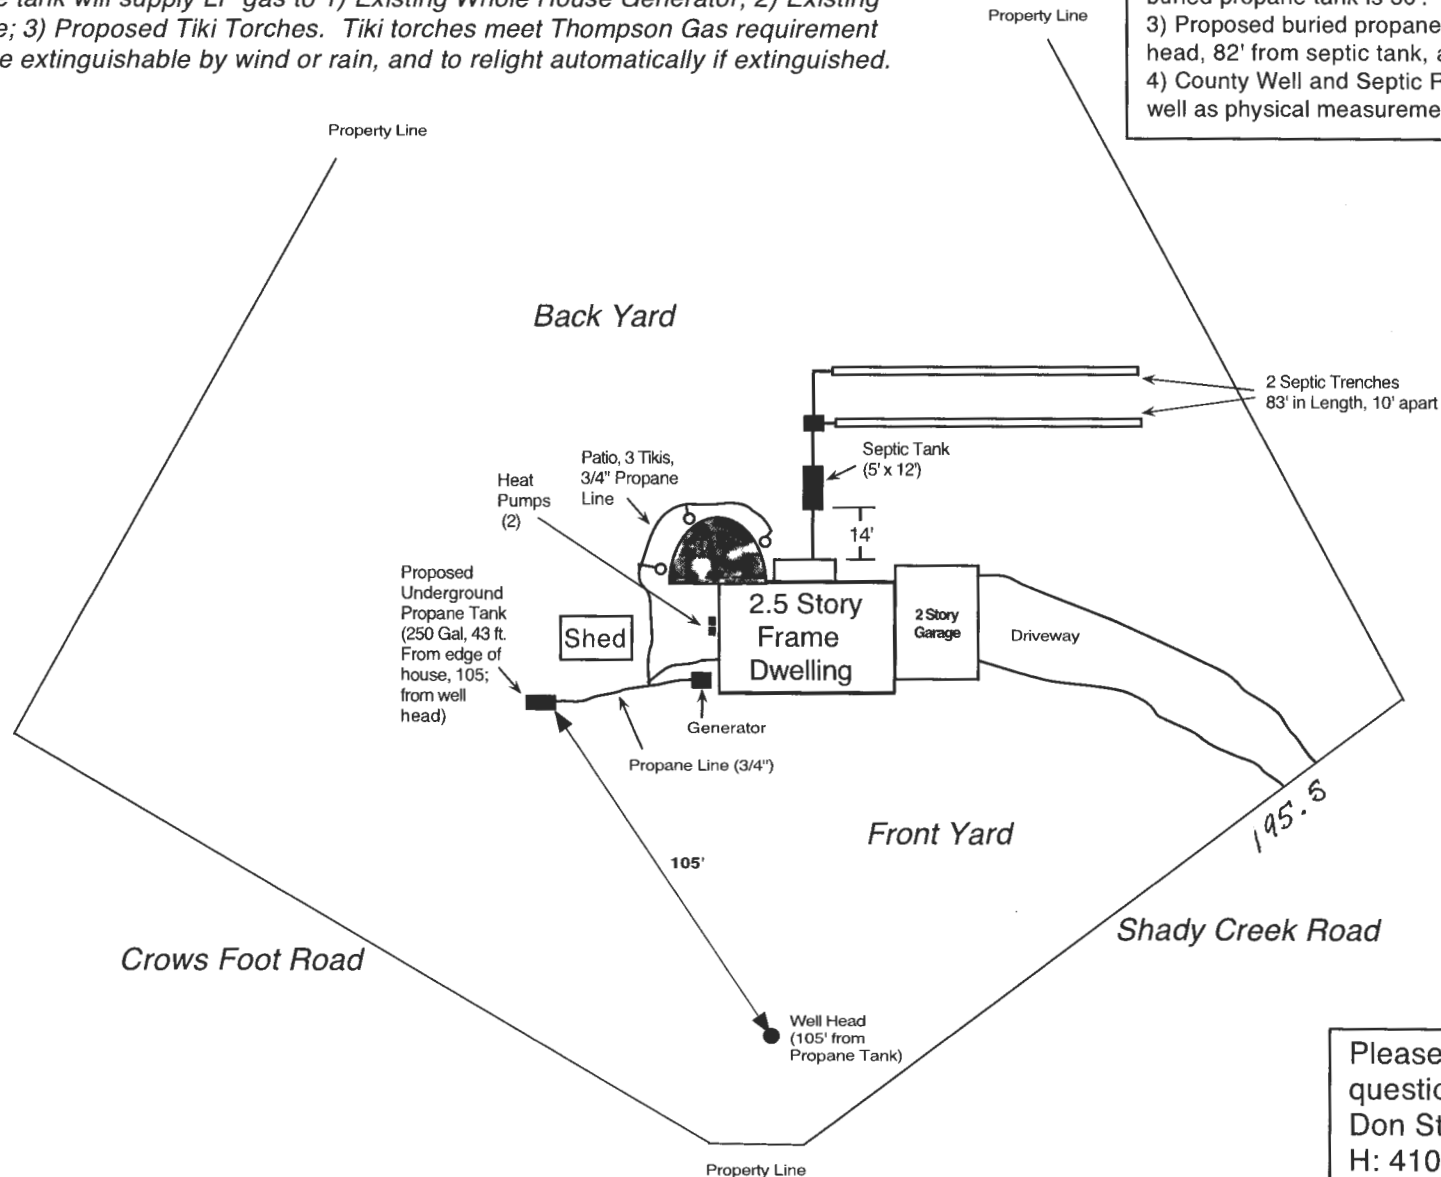 tank will supply LP gas to 1) Existing Whole House Generator; 2) Existing
3) Proposed Tiki Torches. Tiki torches meet Thompson Gas requirement
extinguishable by wind or rain, and to relight automatically if extinguished.
Property Line
buried propane tank is
3) Proposed buried propane
head, 82' from septic tank,
4) County Well and Septic
well as physical
Property Line
Back Yard
2 Septic Trenches
83' in Length, 10' apart
Septic Tank
(5' x 12')
Patio, 3 Tikis,
3/4" Propane
Line
Heat
Pumps
(2)
14'
Proposed
Underground
Propane Tank
(250 Gal, 43 ft.
From edge of
house, 105;
from well
head)
Shed
2.5 Story
Frame
Dwelling
2 Story
Garage
Driveway
Generator
Propane Line (3/4")
195.5
Front Yard
105'
Shady Creek Road
Crows Foot Road
Well Head
(105' from
Propane Tank)
Property Line
Please
Don
H: 410